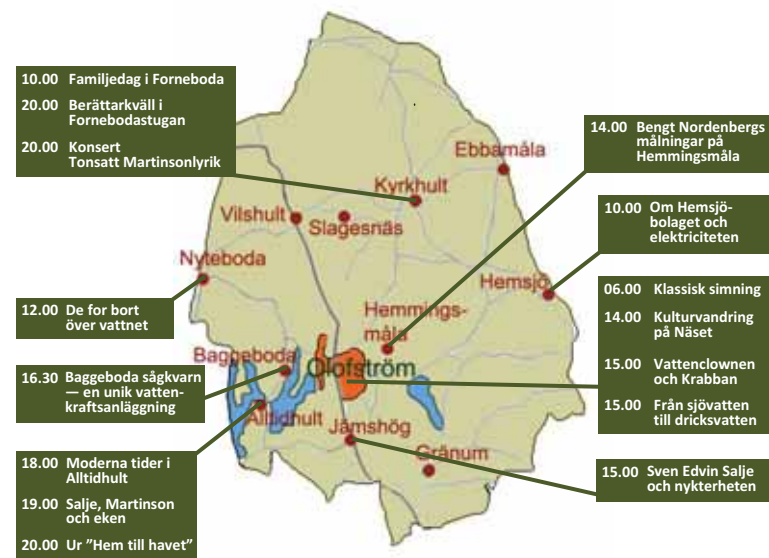 10.00 Familjedag i Forneboda
20.00 Berättarkväll i
Fornebodastugan
20.00 Konsert
Tonsatt Martinsonlyrik
12.00 De for bort
över vattnet
16.30 Baggeboda sågkvarn
— en unik vatten-
kraftsanläggning
18.00 Moderna tider i
Alltidhult
19.00 Salje, Martinson
och eken
20.00 Ur ”Hem till havet”
Ebbamåla
Kyrkhult
Vilshult
Slagesnäs
Nyteboda
Hemsjö
Hemmings-
måla
Baggeboda
Olofström
Alltidhult
Jämshög
Gränum
14.00 Bengt Nordenbergs
målningar på
Hemmingsmåla
10.00 Om Hemsjö-
bolaget och
elektriciteten
06.00 Klassisk simning
14.00 Kulturvandring
på Näset
15.00 Vattenclownen
och Krabban
15.00 Från sjövatten
till dricksvatten
15.00 Sven Edvin Salje
och nykterheten